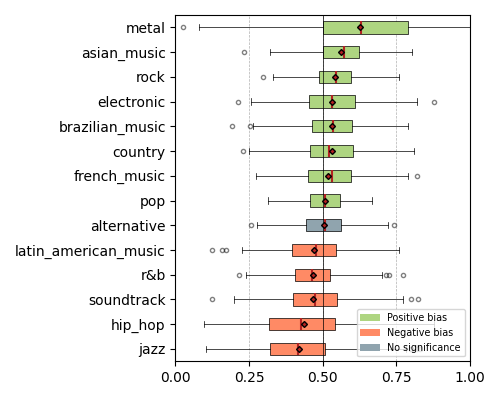 metal
asian_music
rock
electronic
brazilian_music
country
french_music
pop
alternative
latin_american_music
r&b
soundtrack
hip_hop
jazz
Positive bias
Negative bias
No significance
0.00 0.25 0.50 0.75 1.00